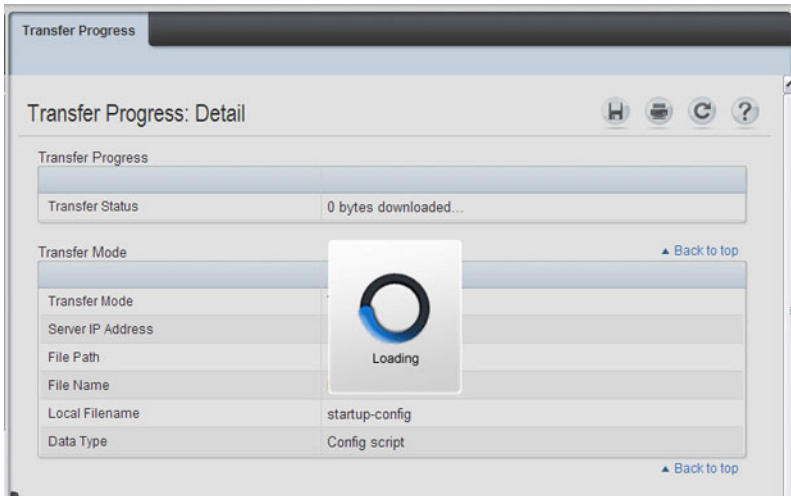 Transfer Progress
Transfer Progress: Detail
Transfer Progress
Transfer Status 0 bytes downloaded...
Transfer Mode ▲ Back to top
Transfer Mode
Server IP Address
File Path
Loading
File Name
Local Filename startup-config
Data Type Config script
▲ Back to top